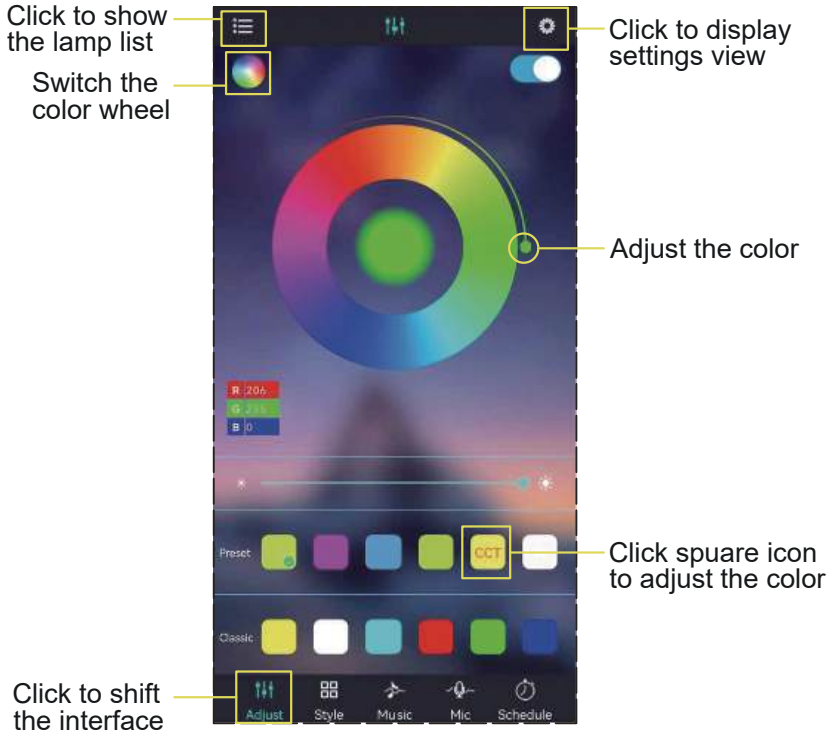 Click to show
the lamp list
Click to display
settings view
Switch the
color wheel
Adjust the color
R 206
G 255
B 0
Preset
CCT
Click spuare icon
to adjust the color
Classic
Click to shift
the interface
Adjust Style Music Mic Schedule